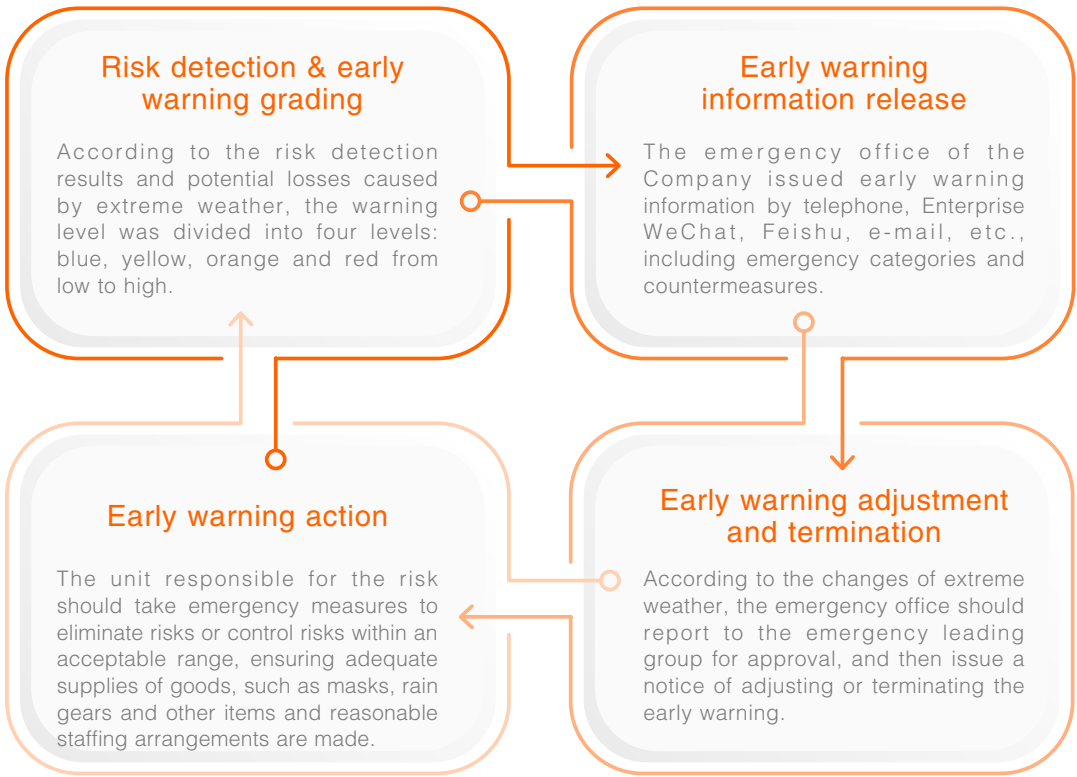 Risk detection & early
warning grading
According to the risk detection
results and potential losses caused
by extreme weather, the warning
level was divided into four levels:
blue, yellow, orange and red from
low to high.
Early warning
information release
The emergency office of the
Company issued early warning
information by telephone, Enterprise
WeChat, Feishu, e-mail, etc.,
including emergency categories and
countermeasures.
Early warning action
The unit responsible for the risk
should take emergency measures to
eliminate risks or control risks within an
acceptable range, ensuring adequate
supplies of goods, such as masks, rain
gears and other items and reasonable
staffing arrangements are made.
Early warning adjustment
and termination
According to the changes of extreme
weather, the emergency office should
report to the emergency leading
group for approval, and then issue a
notice of adjusting or terminating the
early warning.